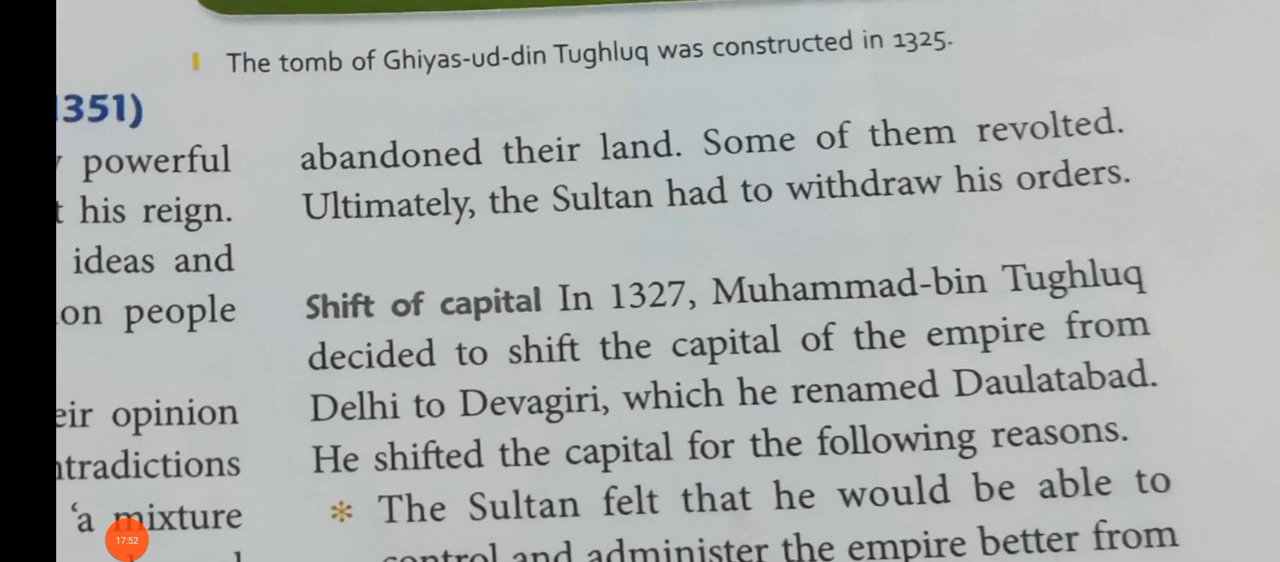 The tomb of Ghiyas-ud-din Tughluq was constructed in 1325.
1351)
powerful
his reign.
ideas and
people
opinion
'a mixture
abandoned their land. Some of them revolted.
Ultimately, the Sultan had to withdraw his orders.
Shift of capital In 1327, Muhammad-bin Tughluq
decided to shift the capital of the empire from
Delhi to Devagiri, which he renamed Daulatabad.
He shifted the capital for the following reasons.
* The Sultan felt that he would be able to
control and administer the empire better from
17:52